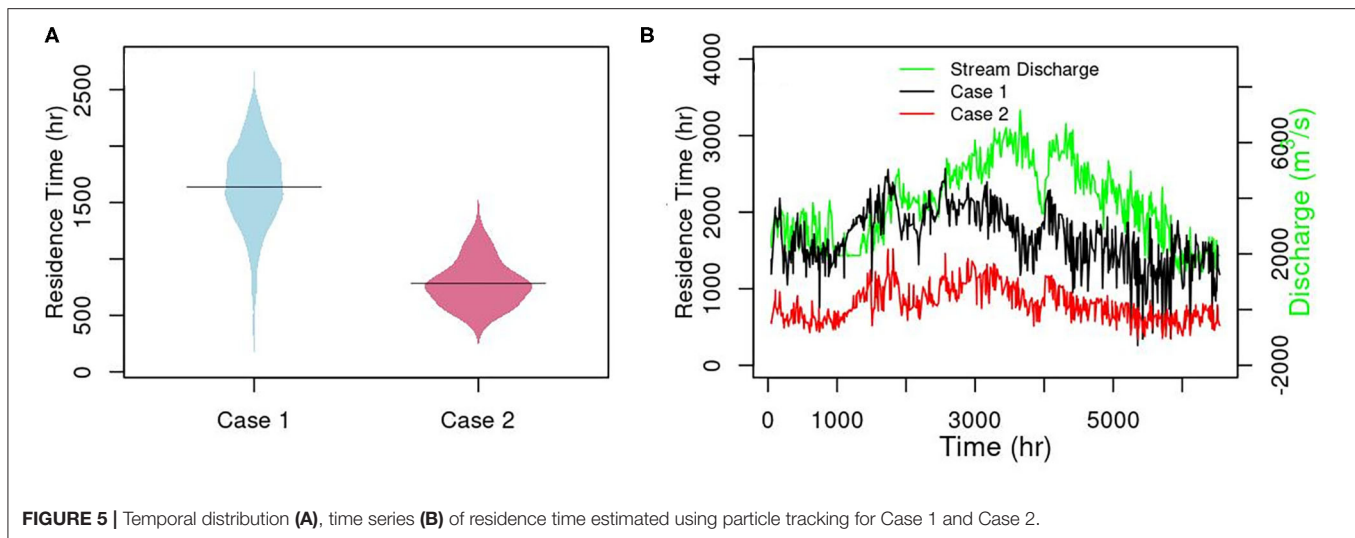 A
Residence Time (hr)
2500
1500
500
0
Case 1
Case 2
B
Residence Time (hr)
4000
3000
2000
1000
0
Stream Discharge
Case 1
Case 2
6000
2000
-2000
Discharge (m³/s)
0
1000
3000
5000
Time (hr)
FIGURE 5 | Temporal distribution (A), time series (B) of residence time estimated using particle tracking for Case 1 and Case 2.